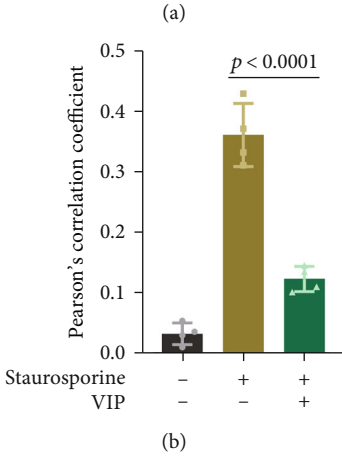 (a)
0.5
p < 0.0001
0.4
0.3
0.2
0.1
0.0
Pearson's correlation coefficient
Staurosporine – + +
VIP – – +
(b)